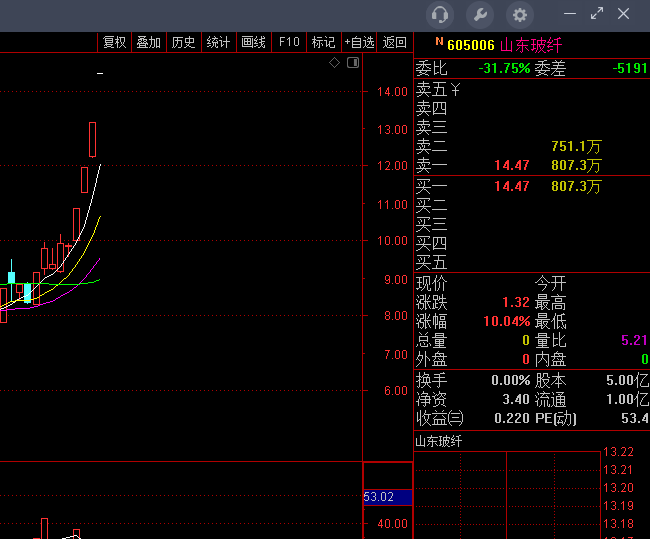 复权 叠加 历史 统计 画线 F10 标记 +自选 返回
N 605006 山东玻纤
委比 -31.75% 委差 -5191
卖五 ¥
卖四
卖三
卖二 751.1万
卖一 14.47 807.3万
买一 14.47 807.3万
买二
买三
买四
买五
现价 今开
涨跌 1.32 最高
涨幅 10.04% 最低
总量 0 量比 5.21
外盘 0 内盘 0
换手 0.00% 股本 5.00亿
净资 3.40 流通 1.00亿
收益㈢ 0.220 PE(动) 53.4
山东玻纤
13.22
13.21
13.20
13.19
13.18
14.00
13.00
12.00
11.00
10.00
9.00
8.00
7.00
6.00
53.02
40.00